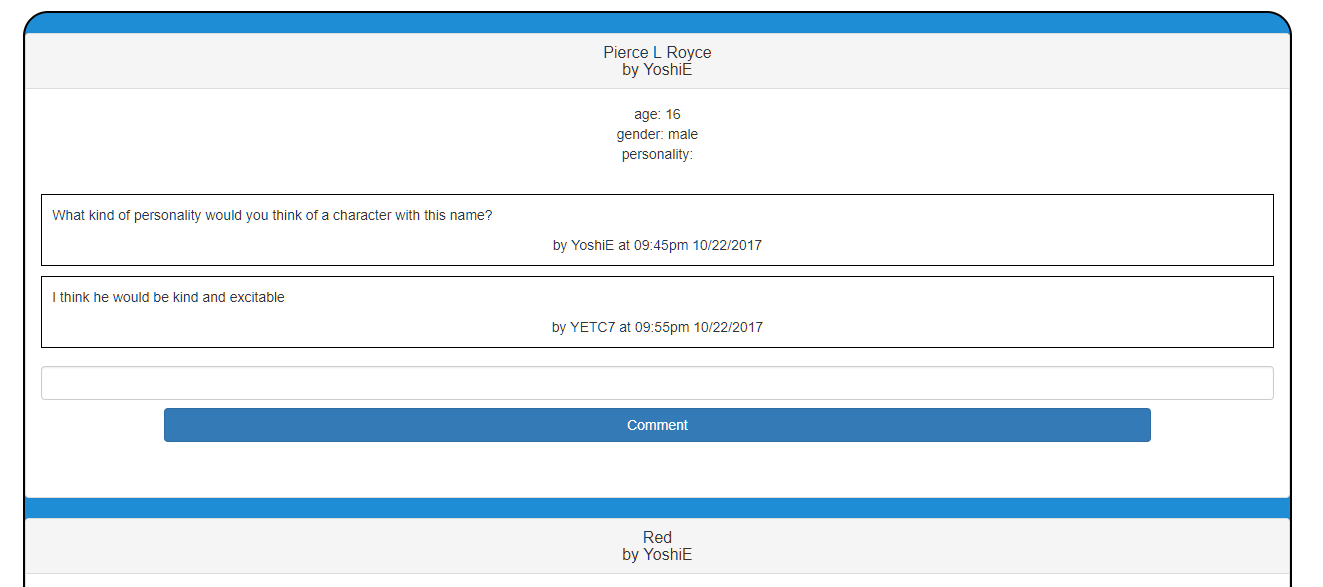 Pierce L Royce
by YoshiE
age: 16
gender: male
personality:
What kind of personality would you think of a character with this name?
by YoshiE at 09:45pm 10/22/2017
I think he would be kind and excitable
by YETC7 at 09:55pm 10/22/2017
Comment
Red
by YoshiE